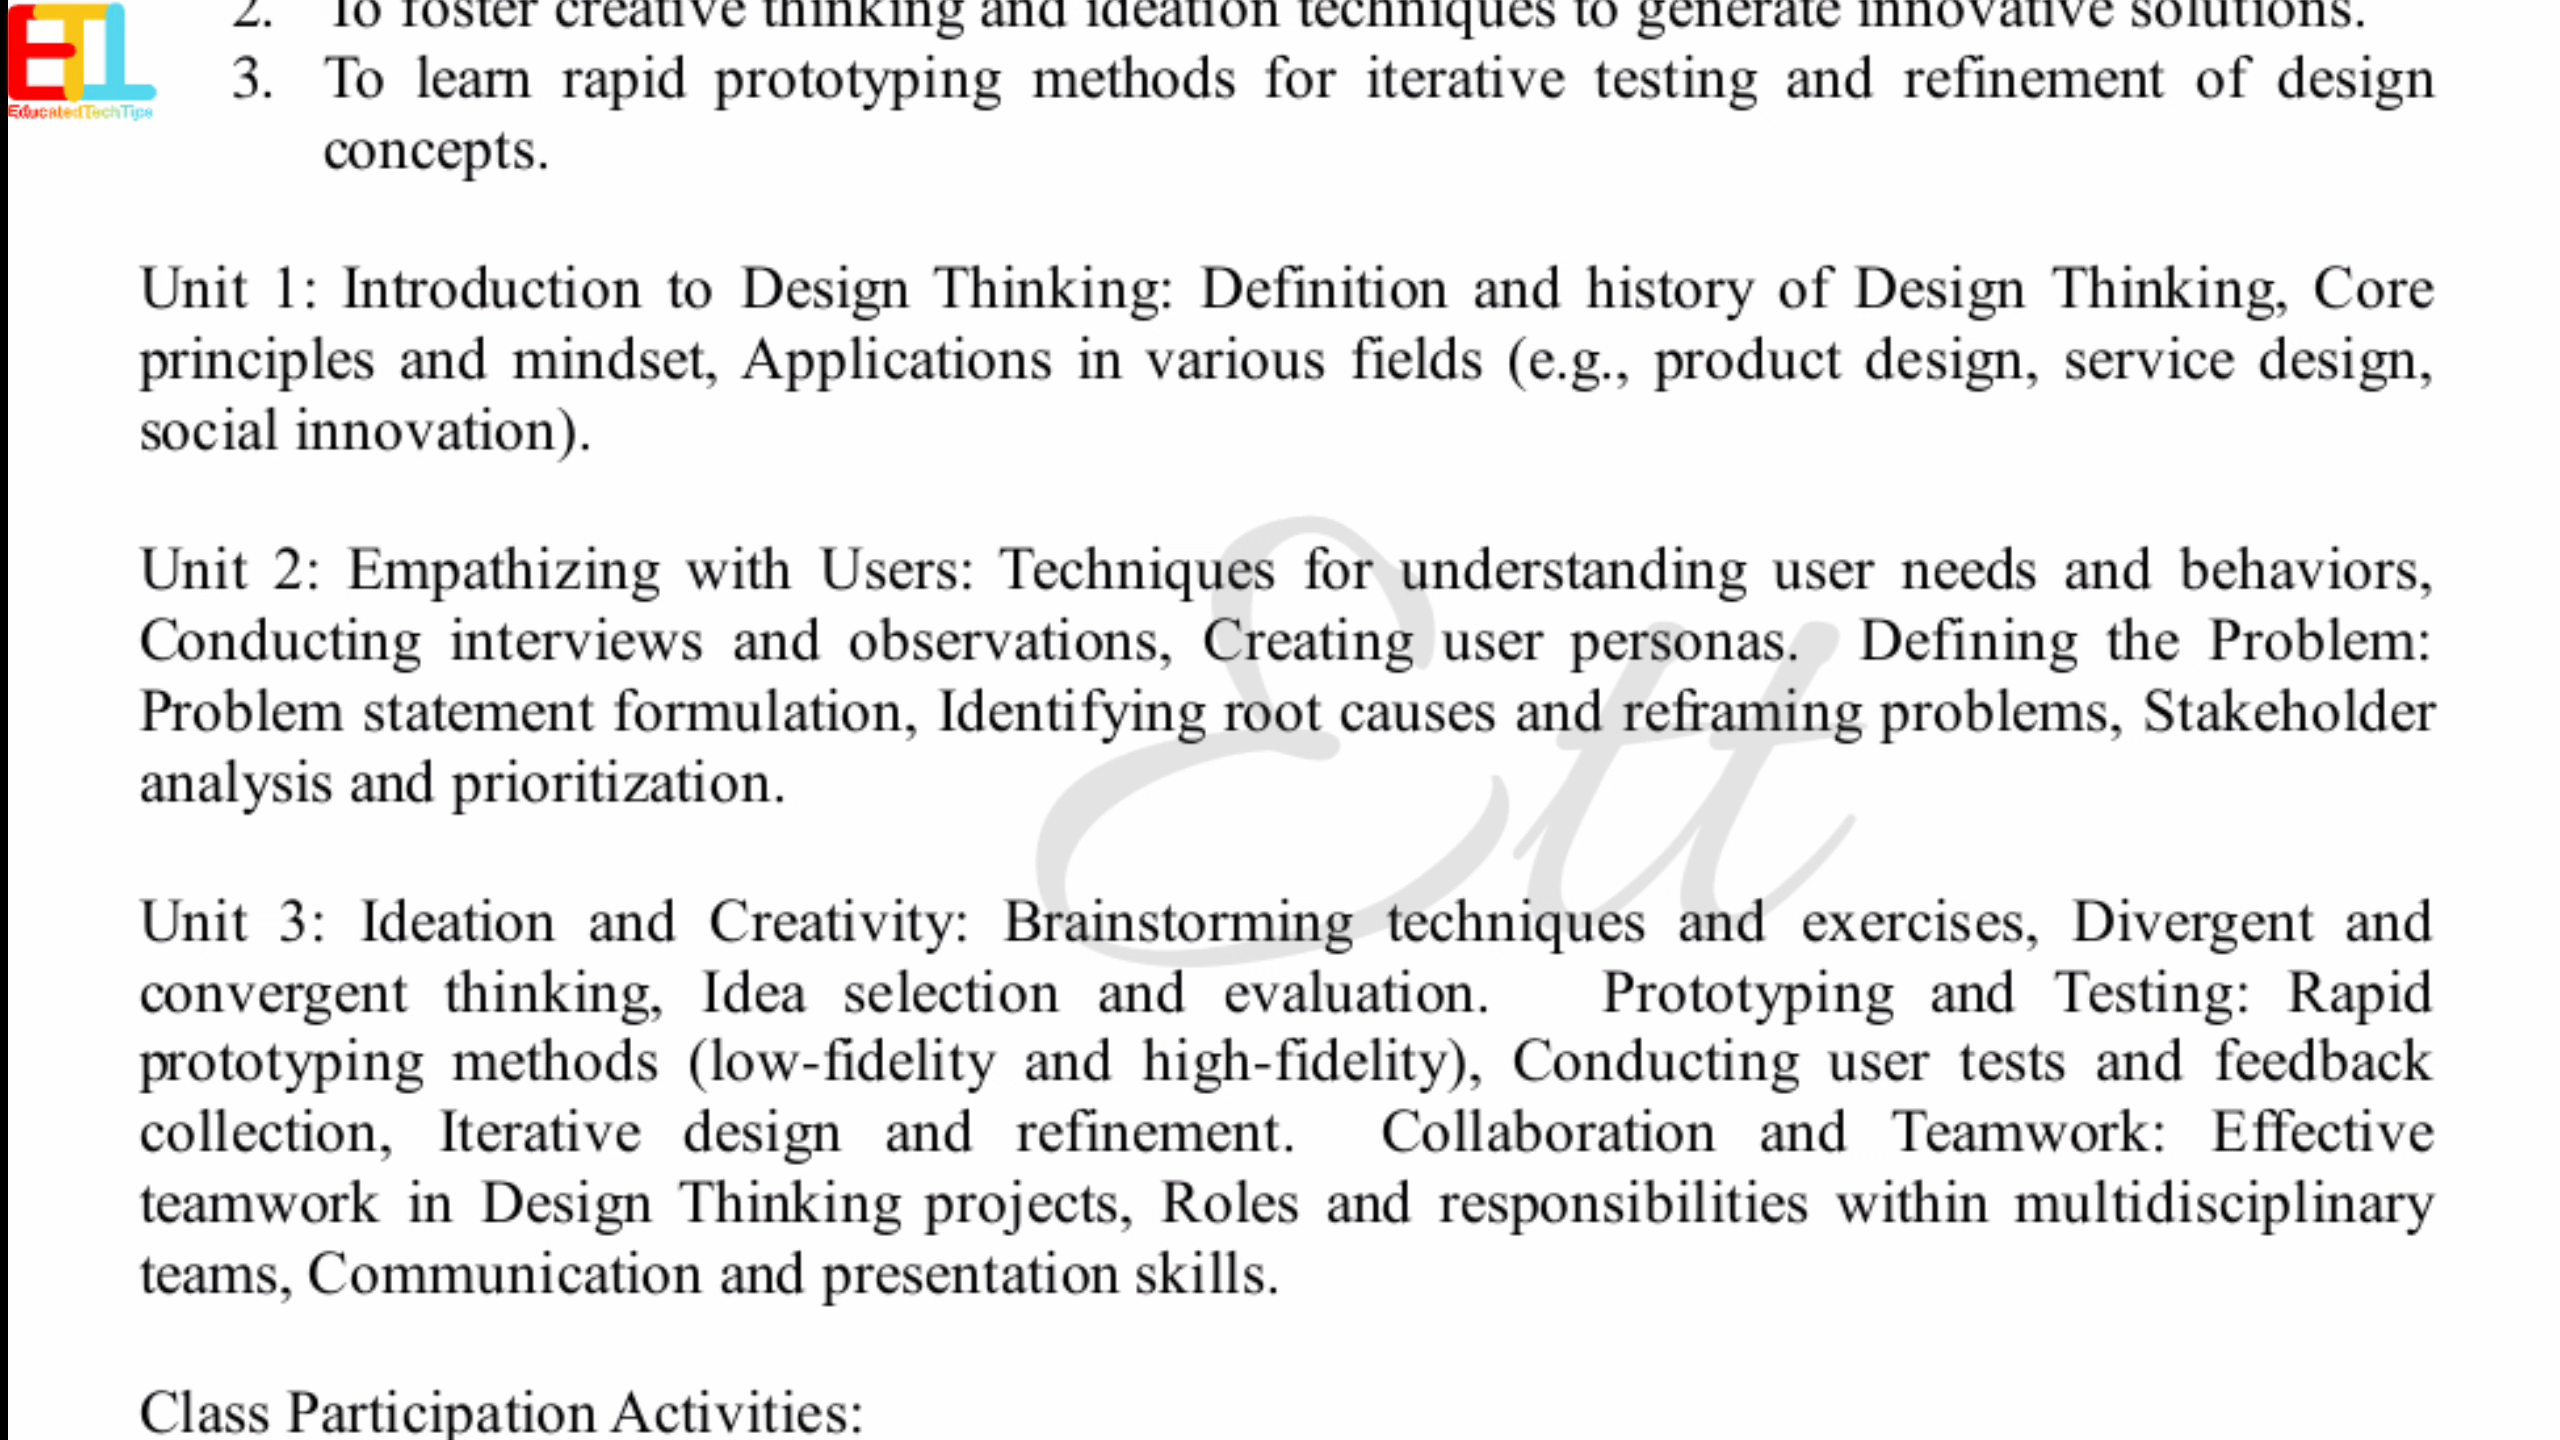 ETT
EducatedTechTips
2. To foster creative thinking and ideation techniques to generate innovative solutions.
3. To learn rapid prototyping methods for iterative testing and refinement of design
concepts.
Unit 1: Introduction to Design Thinking: Definition and history of Design Thinking, Core
principles and mindset, Applications in various fields (e.g., product design, service design,
social innovation).
Unit 2: Empathizing with Users: Techniques for understanding user needs and behaviors,
Conducting interviews and observations, Creating user personas. Defining the Problem:
Problem statement formulation, Identifying root causes and reframing problems, Stakeholder
analysis and prioritization.
Ett
Unit 3: Ideation and Creativity: Brainstorming techniques and exercises, Divergent and
convergent thinking, Idea selection and evaluation. Prototyping and Testing: Rapid
prototyping methods (low-fidelity and high-fidelity), Conducting user tests and feedback
collection, Iterative design and refinement. Collaboration and Teamwork: Effective
teamwork in Design Thinking projects, Roles and responsibilities within multidisciplinary
teams, Communication and presentation skills.
Class Participation Activities: